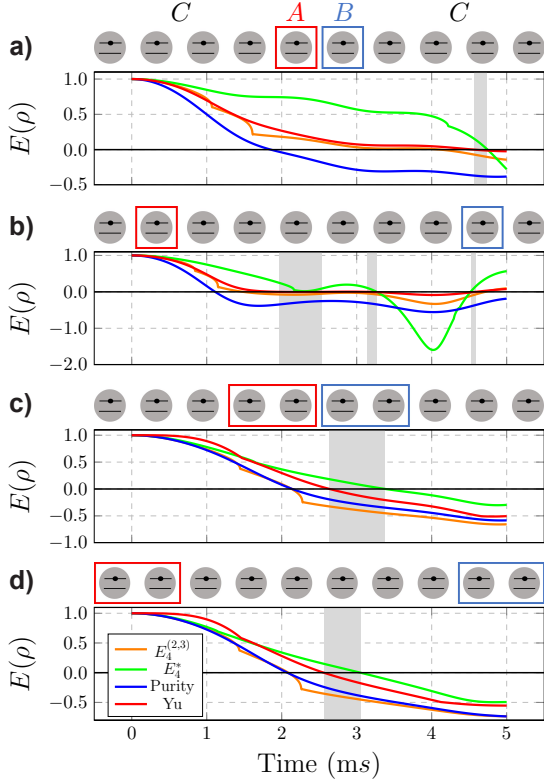 C A B C
a)
1.0
0.5
0.0
−0.5
E(ρ)
b)
1.0
0.0
−1.0
−2.0
E(ρ)
c)
1.0
0.5
0.0
−0.5
−1.0
E(ρ)
d)
1.0
0.5
0.0
−0.5
E(ρ)
E₄^(2,3)
E₄*
Purity
Yu
0 1 2 3 4 5
Time (ms)